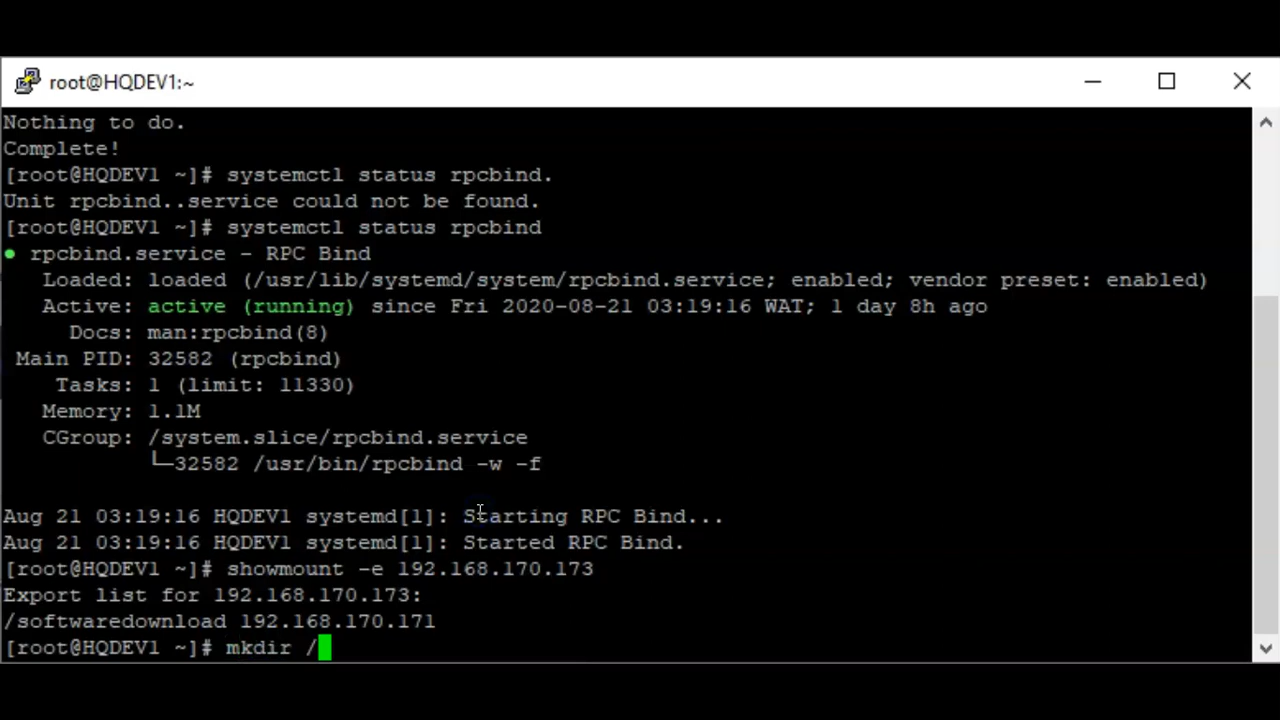 root@HQDEV1:~
Nothing to do.
Complete!
[root@HQDEV1 ~]# systemctl status rpcbind.
Unit rpcbind..service could not be found.
[root@HQDEV1 ~]# systemctl status rpcbind
● rpcbind.service - RPC Bind
   Loaded: loaded (/usr/lib/systemd/system/rpcbind.service; enabled; vendor preset: enabled)
   Active: active (running) since Fri 2020-08-21 03:19:16 WAT; 1 day 8h ago
     Docs: man:rpcbind(8)
 Main PID: 32582 (rpcbind)
    Tasks: 1 (limit: 11330)
   Memory: 1.1M
   CGroup: /system.slice/rpcbind.service
           └─32582 /usr/bin/rpcbind -w -f
Aug 21 03:19:16 HQDEV1 systemd[1]: Starting RPC Bind...
Aug 21 03:19:16 HQDEV1 systemd[1]: Started RPC Bind.
[root@HQDEV1 ~]# showmount -e 192.168.170.173
Export list for 192.168.170.173:
/softwaredownload 192.168.170.171
[root@HQDEV1 ~]# mkdir /